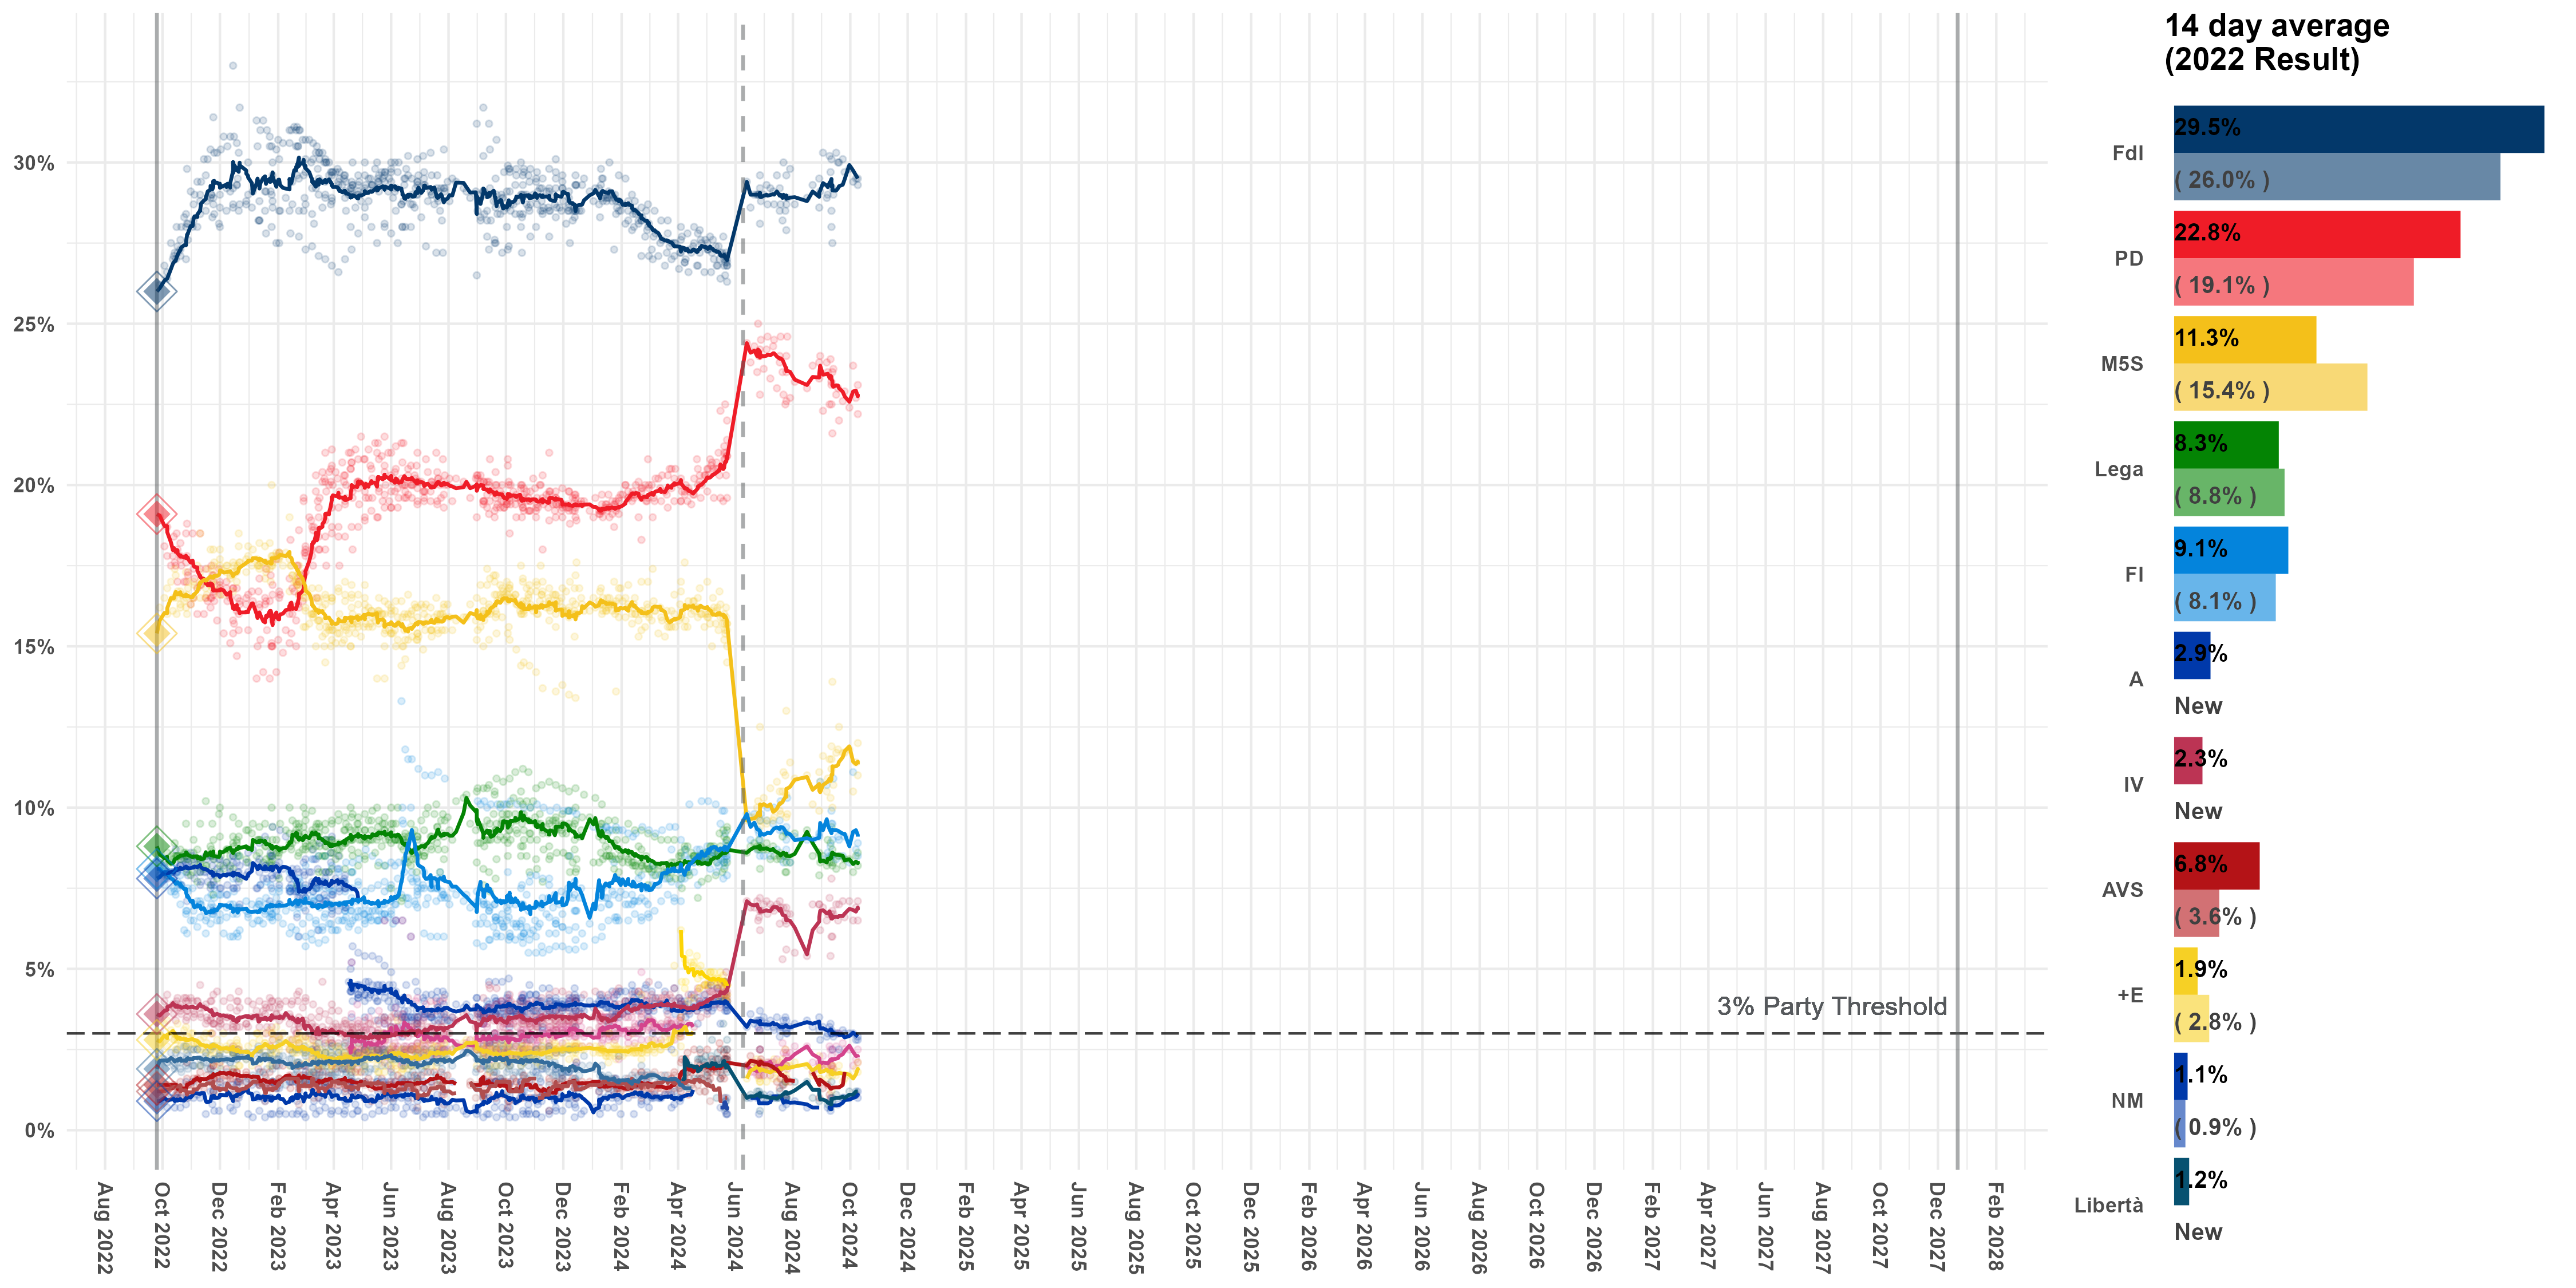 14 day average
(2022 Result)
30%
25%
20%
15%
10%
5%
0%
3% Party Threshold
Aug 2022
Oct 2022
Dec 2022
Feb 2023
Apr 2023
Jun 2023
Aug 2023
Oct 2023
Dec 2023
Feb 2024
Apr 2024
Jun 2024
Aug 2024
Oct 2024
Dec 2024
Feb 2025
Apr 2025
Jun 2025
Aug 2025
Oct 2025
Dec 2025
Feb 2026
Apr 2026
Jun 2026
Aug 2026
Oct 2026
Dec 2026
Feb 2027
Apr 2027
Jun 2027
Aug 2027
Oct 2027
Dec 2027
Feb 2028
29.5%
FdI
( 26.0% )
22.8%
PD
( 19.1% )
11.3%
M5S
( 15.4% )
8.3%
Lega
( 8.8% )
9.1%
FI
( 8.1% )
2.9%
A
New
2.3%
IV
New
6.8%
AVS
( 3.6% )
1.9%
+E
( 2.8% )
1.1%
NM
( 0.9% )
1.2%
Libertà
New